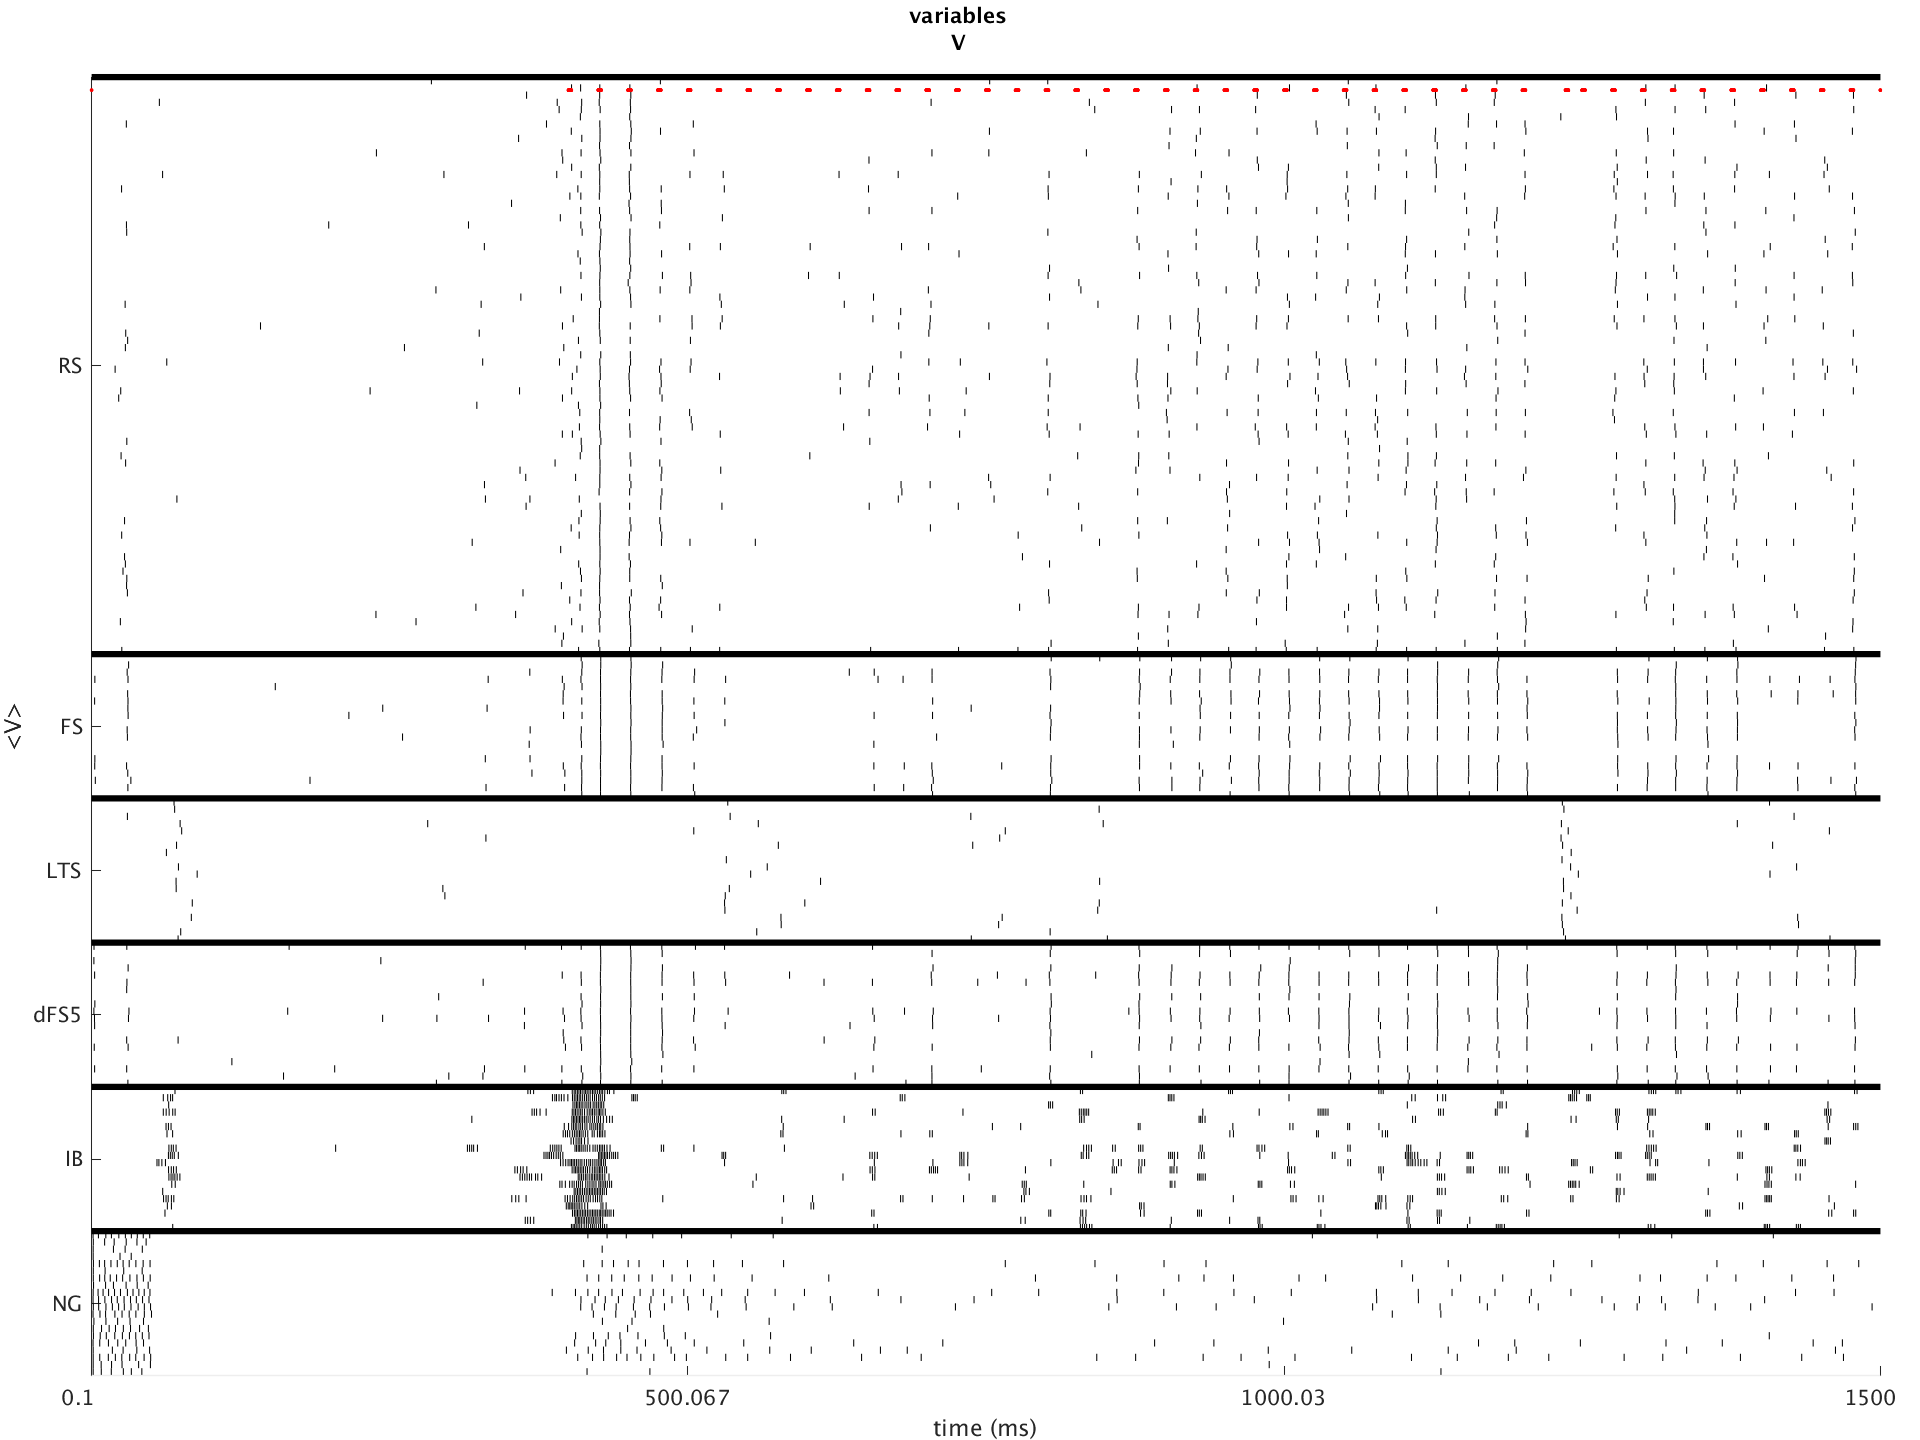 variables
V
RS
FS
<V>
LTS
dFS5
IB
NG
0.1
500.067
1000.03
1500
time (ms)